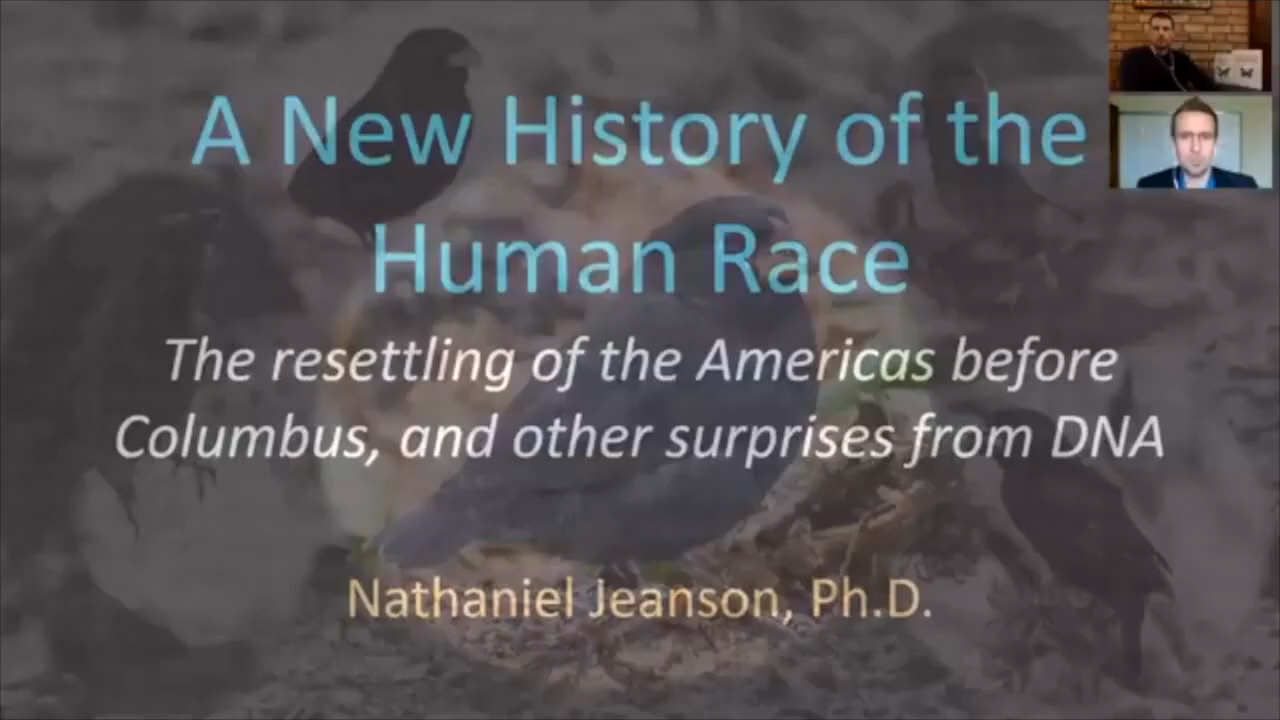 A New History of the
Human Race
The resettling of the Americas before
Columbus, and other surprises from DNA
Nathaniel Jeanson, Ph.D.